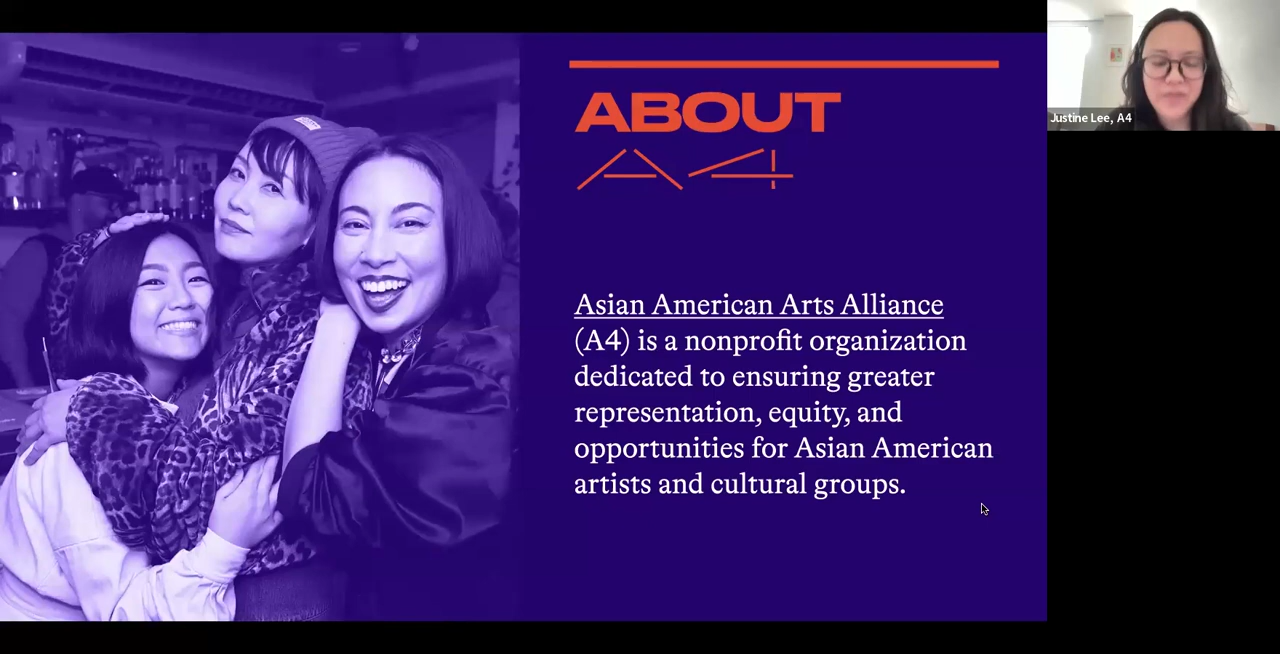 ABOUT
A4
Asian American Arts Alliance
(A4) is a nonprofit organization
dedicated to ensuring greater
representation, equity, and
opportunities for Asian American
artists and cultural groups.
Justine Lee, A4